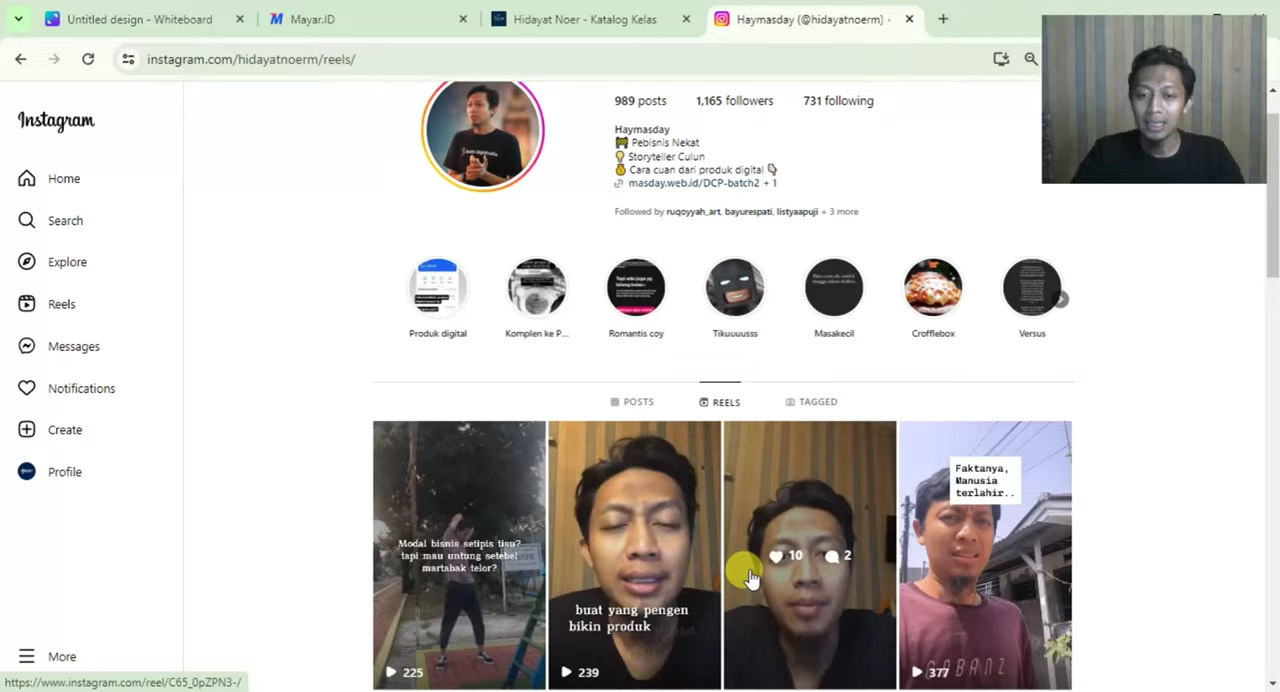 Untitled design - Whiteboard
Mayar.ID
Hidayat Noer - Katalog Kelas
Haymasday (@hidayatnoerm) •
instagram.com/hidayatnoerm/reels/
Instagram
Home
Search
Explore
Reels
Messages
Notifications
Create
Profile
More
989 posts 1,165 followers 731 following
Haymasday
Pebisnis Nekat
Storyteller Culun
Cara cuan dari produk digital
masday.web.id/DCP-batch2 + 1
Followed by ruqoyyah_art, bayurespati, listyaapuji + 3 more
Produk digital
Komplen ke P...
Romantis coy
Tikuuuusss
Masakecil
Crofflebox
Versus
POSTS
REELS
TAGGED
Modal bisnis setipis tisu?
tapi mau untung setebel
martabak telor?
225
buat yang pengen
bikin produk
239
10 2
Faktanya,
Manusia
terlahir..
377
https://www.instagram.com/reel/C65_0pZPN3-/